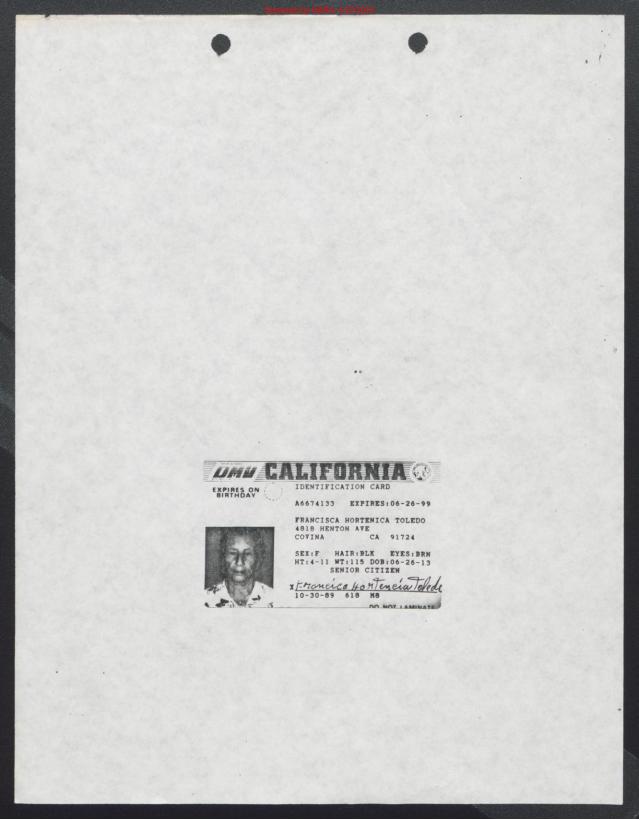 DMV CALIFORNIA
IDENTIFICATION CARD
EXPIRES ON
BIRTHDAY
A6674133 EXPIRES:06-26-99
FRANCISCA HORTENICA TOLEDO
4818 HENTON AVE
COVINA CA 91724
SEX:F HAIR:BLK EYES:BRN
HT:4-11 WT:115 DOB:06-26-13
SENIOR CITIZEN
X Francisca Hortencia Toledo
10-30-89 618 M8
DO NOT LAMINATE